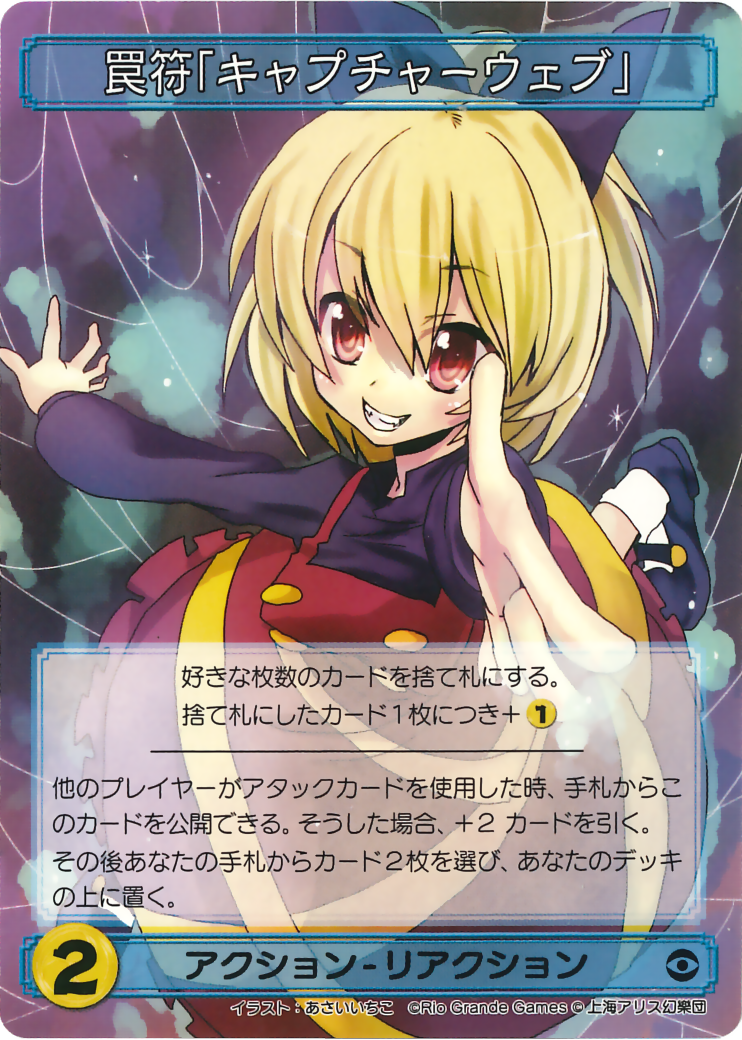 罠符「キャプチャーウェブ」
好きな枚数のカードを捨て札にする。
捨て札にしたカード1枚につき+1
他のプレイヤーがアタックカードを使用した時、手札からこ
のカードを公開できる。そうした場合、+2 カードを引く。
その後あなたの手札からカード2枚を選び、あなたのデッキ
の上に置く。
2 アクション-リアクション
イラスト：あさいいちこ ©Rio Grande Games © 上海アリス幻樂団